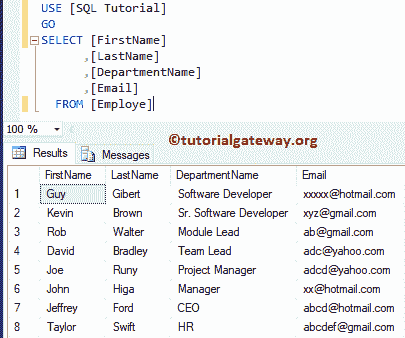 USE [SQL Tutorial]
GO
SELECT [FirstName]
,[LastName]
,[DepartmentName]
,[Email]
FROM [Employe]
100 %
©tutorialgateway.org
Results Messages
FirstName LastName DepartmentName Email
1 Guy Gibert Software Developer xxxxx@hotmail.com
2 Kevin Brown Sr. Software Developer xyz@gmail.com
3 Rob Walter Module Lead ab@gmail.com
4 David Bradley Team Lead adc@yahoo.com
5 Joe Runy Project Manager adcd@yahoo.com
6 John Higa Manager xx@hotmail.com
7 Jeffrey Ford CEO abcd@hotmail.com
8 Taylor Swift HR abcdef@gmail.com